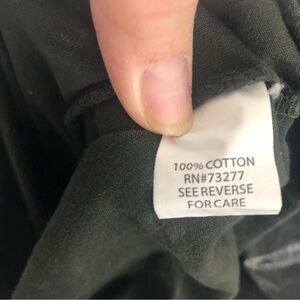 100% COTTON
RN#73277
SEE REVERSE
FOR CARE